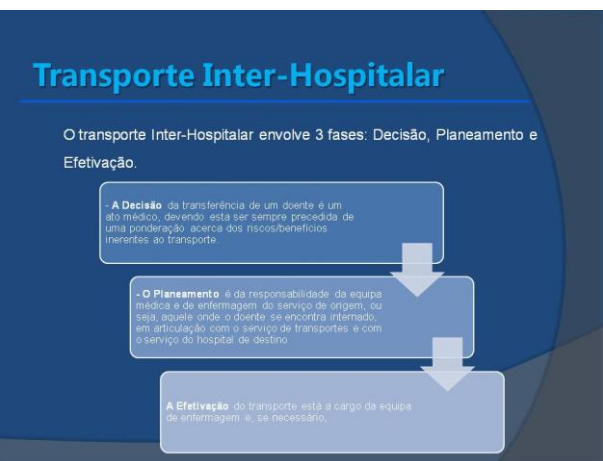 Transporte Inter-Hospitalar
O transporte Inter-Hospitalar envolve 3 fases: Decisão, Planeamento e
Efetivação.
- A Decisão da transferência de um doente é um
ato médico, devendo esta ser sempre precedida de
uma ponderação acerca dos riscos/benefícios
inerentes ao transporte.
- O Planeamento é da responsabilidade da equipa
médica e de enfermagem do serviço de origem, ou
seja, aquele onde o doente se encontra internado,
em articulação com o serviço de transportes e com
o serviço do hospital de destino
A Efetivação do transporte está a cargo da equipa
de enfermagem e, se necessário,